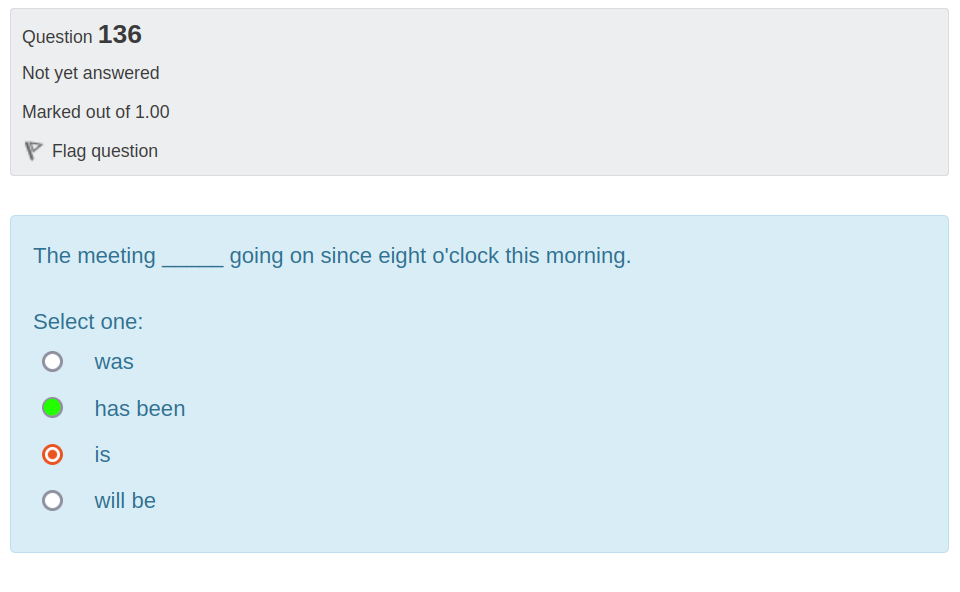 Question 136
Not yet answered
Marked out of 1.00
Flag question
The meeting _____ going on since eight o'clock this morning.
Select one:
was
has been
is
will be